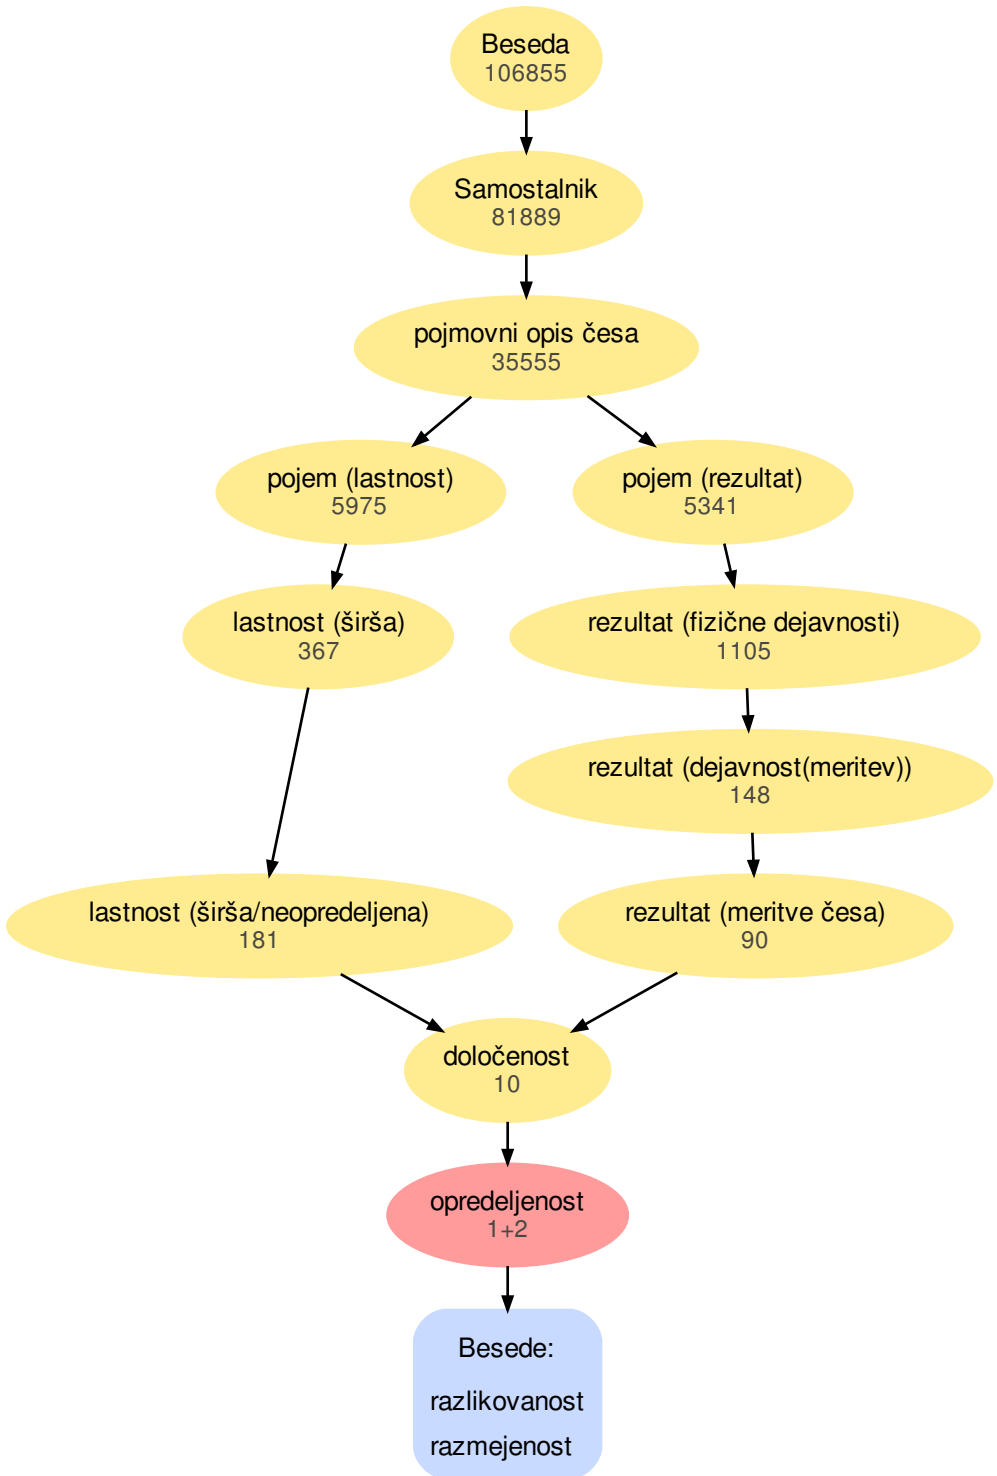 Beseda
106855
Samostalnik
81889
pojmovni opis česa
35555
pojem (lastnost)
5975
pojem (rezultat)
5341
lastnost (širša)
367
rezultat (fizične dejavnosti)
1105
rezultat (dejavnost(meritev))
148
lastnost (širša/neopredeljena)
181
rezultat (meritve česa)
90
določenost
10
opredeljenost
1+2
Besede:
razlikovanost
razmejenost